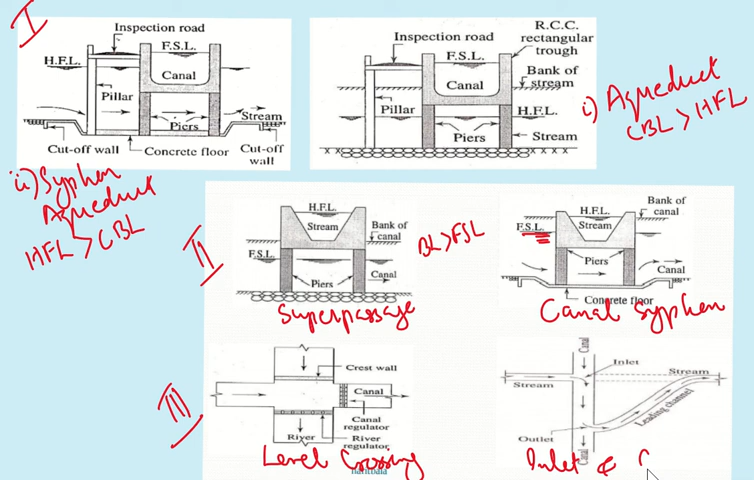 I
Inspection road
F.S.L.
H.F.L.
Canal
Pillar
Stream
Piers
Cut-off wall
Concrete floor
Cut-off
wall
Inspection road
F.S.L.
R.C.C.
rectangular
trough
Canal
Bank of
stream
Pillar
H.F.L.
Piers
Stream
i) Aqueduct
CBL > HFL
ii) Syphen
Aqueduct
HFL > CBL
II
H.F.L.
Stream
Bank of
canal
F.S.L.
Piers
Canal
BL > FSL
Superpassage
H.F.L.
Bank of
canal
F.S.L.
Stream
Piers
Canal
Concrete floor
Canal Syphen
III
Crest wall
Canal
Canal
regulator
River
River
regulator
Level Crossing
Canal
Inlet
Stream
Stream
Leading channel
Outlet
Canal
Inlet &